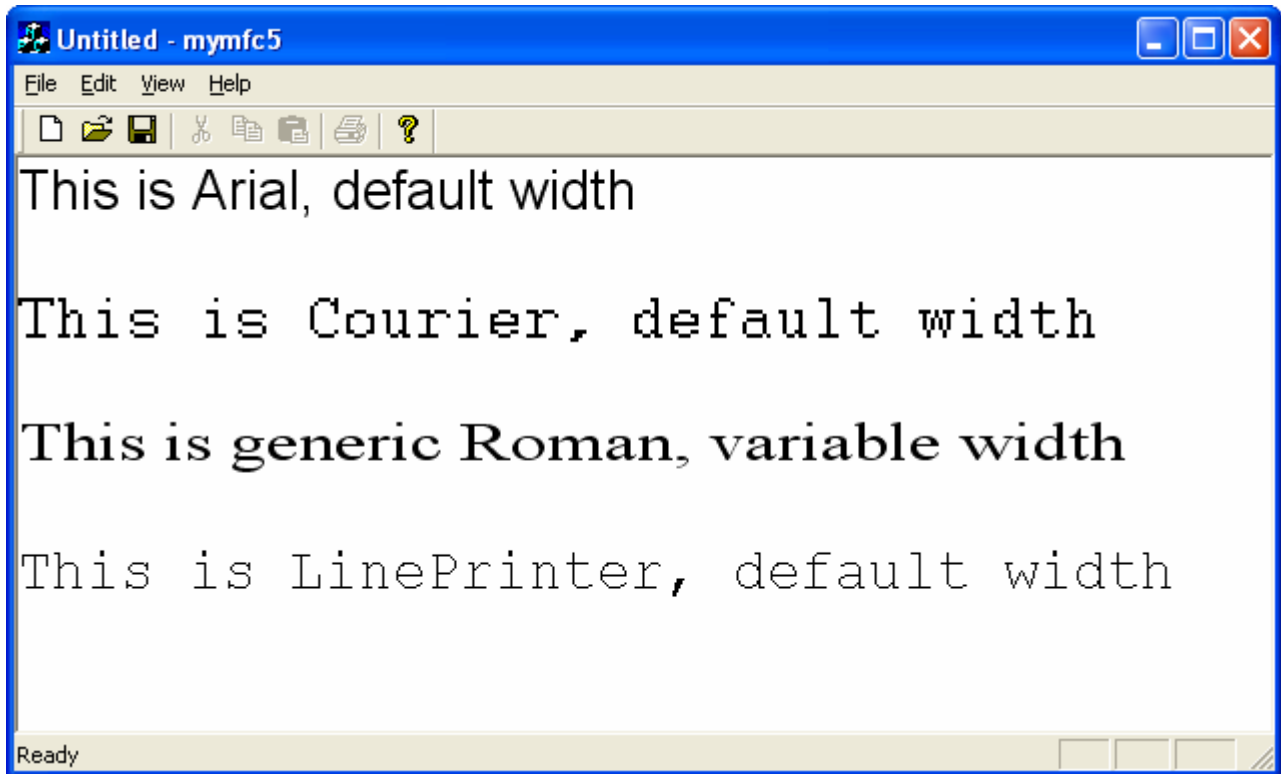 Untitled - mymfc5
File Edit View Help
This is Arial, default width
This is Courier, default width
This is generic Roman, variable width
This is LinePrinter, default width
Ready